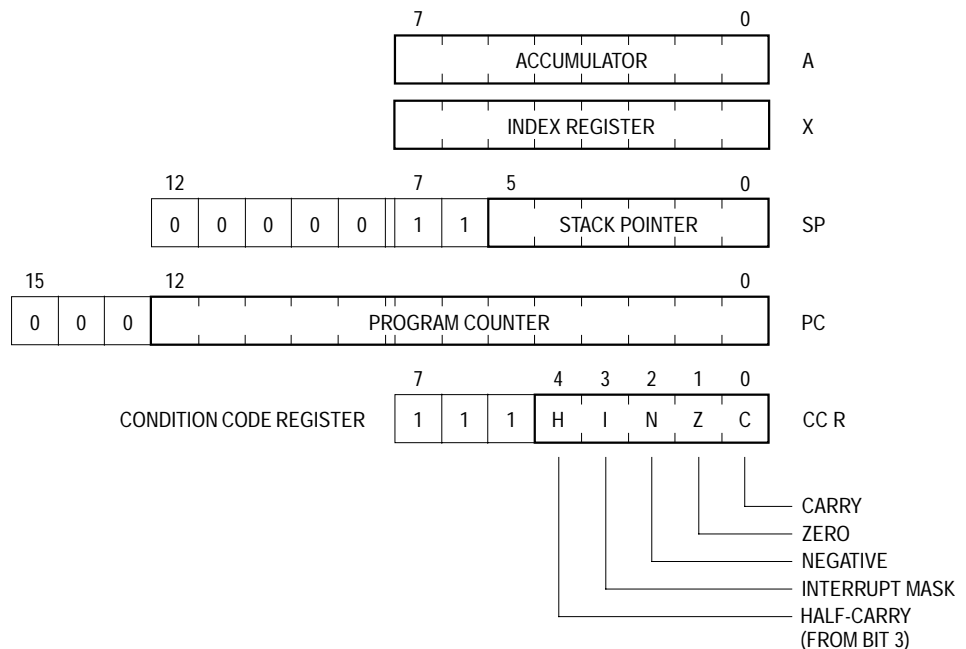 7 0
ACCUMULATOR A
INDEX REGISTER X
12 7 5 0
0 0 0 0 0 1 1 STACK POINTER SP
15 12 0
0 0 0 PROGRAM COUNTER PC
7 4 3 2 1 0
CONDITION CODE REGISTER 1 1 1 H I N Z C CC R
CARRY
ZERO
NEGATIVE
INTERRUPT MASK
HALF-CARRY
(FROM BIT 3)